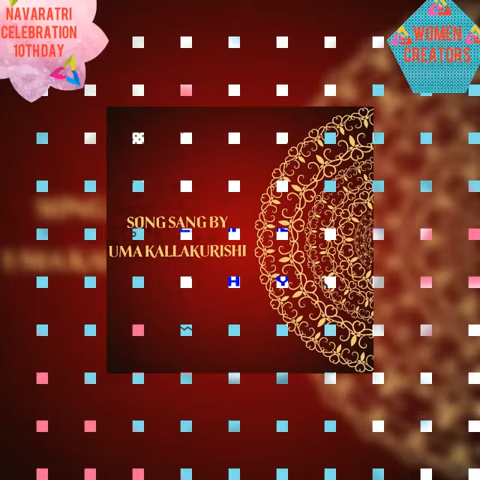 NAVARATRI
CELEBRATION
10THDAY
WOMEN
CREATORS
SONG SANG BY
UMA KALLAKURISHI